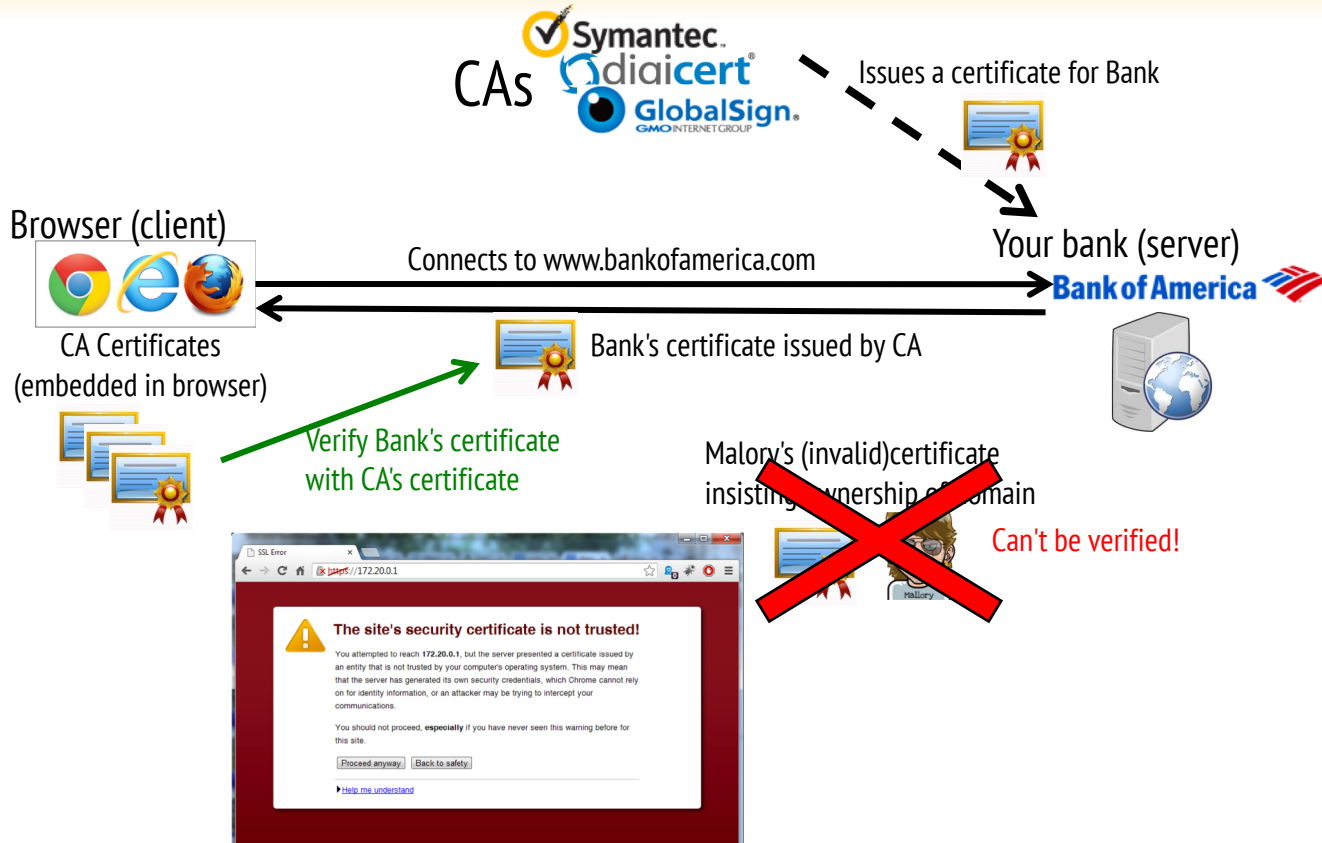 Symantec.
CAs
digicert®
GlobalSign.
GMO INTERNET GROUP
Issues a certificate for Bank
Browser (client)
Your bank (server)
Connects to www.bankofamerica.com
Bank of America
CA Certificates
(embedded in browser)
Bank's certificate issued by CA
Verify Bank's certificate
with CA's certificate
Malory's (invalid)certificate
insisting ownership of domain
Can't be verified!
Mallory
SSL Error
https://172.20.0.1
The site's security certificate is not trusted!
You attempted to reach 172.20.0.1, but the server presented a certificate issued by
an entity that is not trusted by your computer's operating system. This may mean
that the server has generated its own security credentials, which Chrome cannot rely
on for identity information, or an attacker may be trying to intercept your
communications.
You should not proceed, especially if you have never seen this warning before for
this site.
Proceed anyway
Back to safety
Help me understand